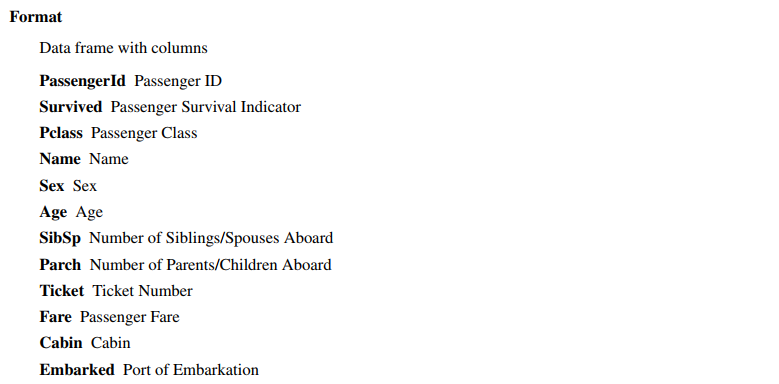 Format
Data frame with columns
PassengerId Passenger ID
Survived Passenger Survival Indicator
Pclass Passenger Class
Name Name
Sex Sex
Age Age
SibSp Number of Siblings/Spouses Aboard
Parch Number of Parents/Children Aboard
Ticket Ticket Number
Fare Passenger Fare
Cabin Cabin
Embarked Port of Embarkation